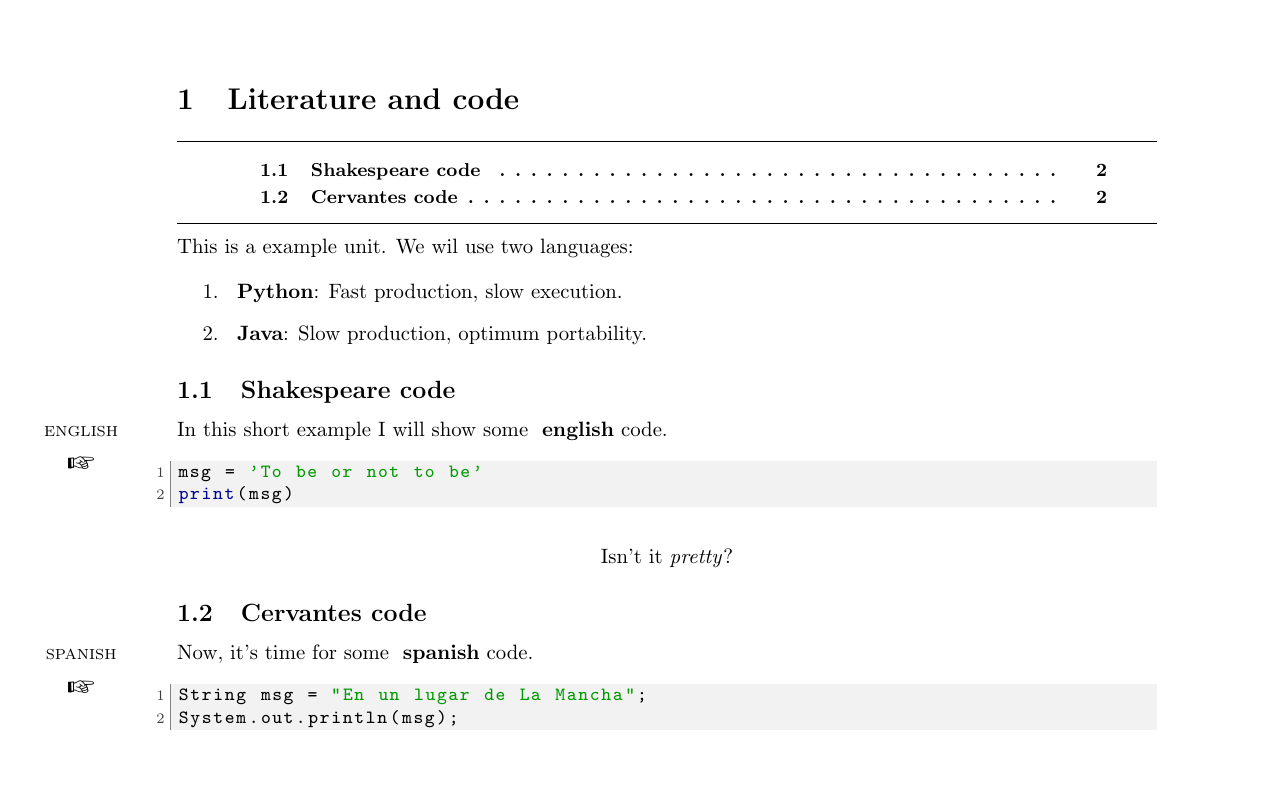 1 Literature and code
1.1 Shakespeare code . . . . . . . . . . . . . . . . . . . . . . . . . . . . . . . . . . . . 2
1.2 Cervantes code . . . . . . . . . . . . . . . . . . . . . . . . . . . . . . . . . . . . . . 2
This is a example unit. We wil use two languages:
1. Python: Fast production, slow execution.
2. Java: Slow production, optimum portability.
1.1 Shakespeare code
ENGLISH In this short example I will show some english code.
☞
1 msg = 'To be or not to be'
2 print(msg)
Isn't it pretty?
1.2 Cervantes code
SPANISH Now, it's time for some spanish code.
☞
1 String msg = "En un lugar de La Mancha";
2 System.out.println(msg);